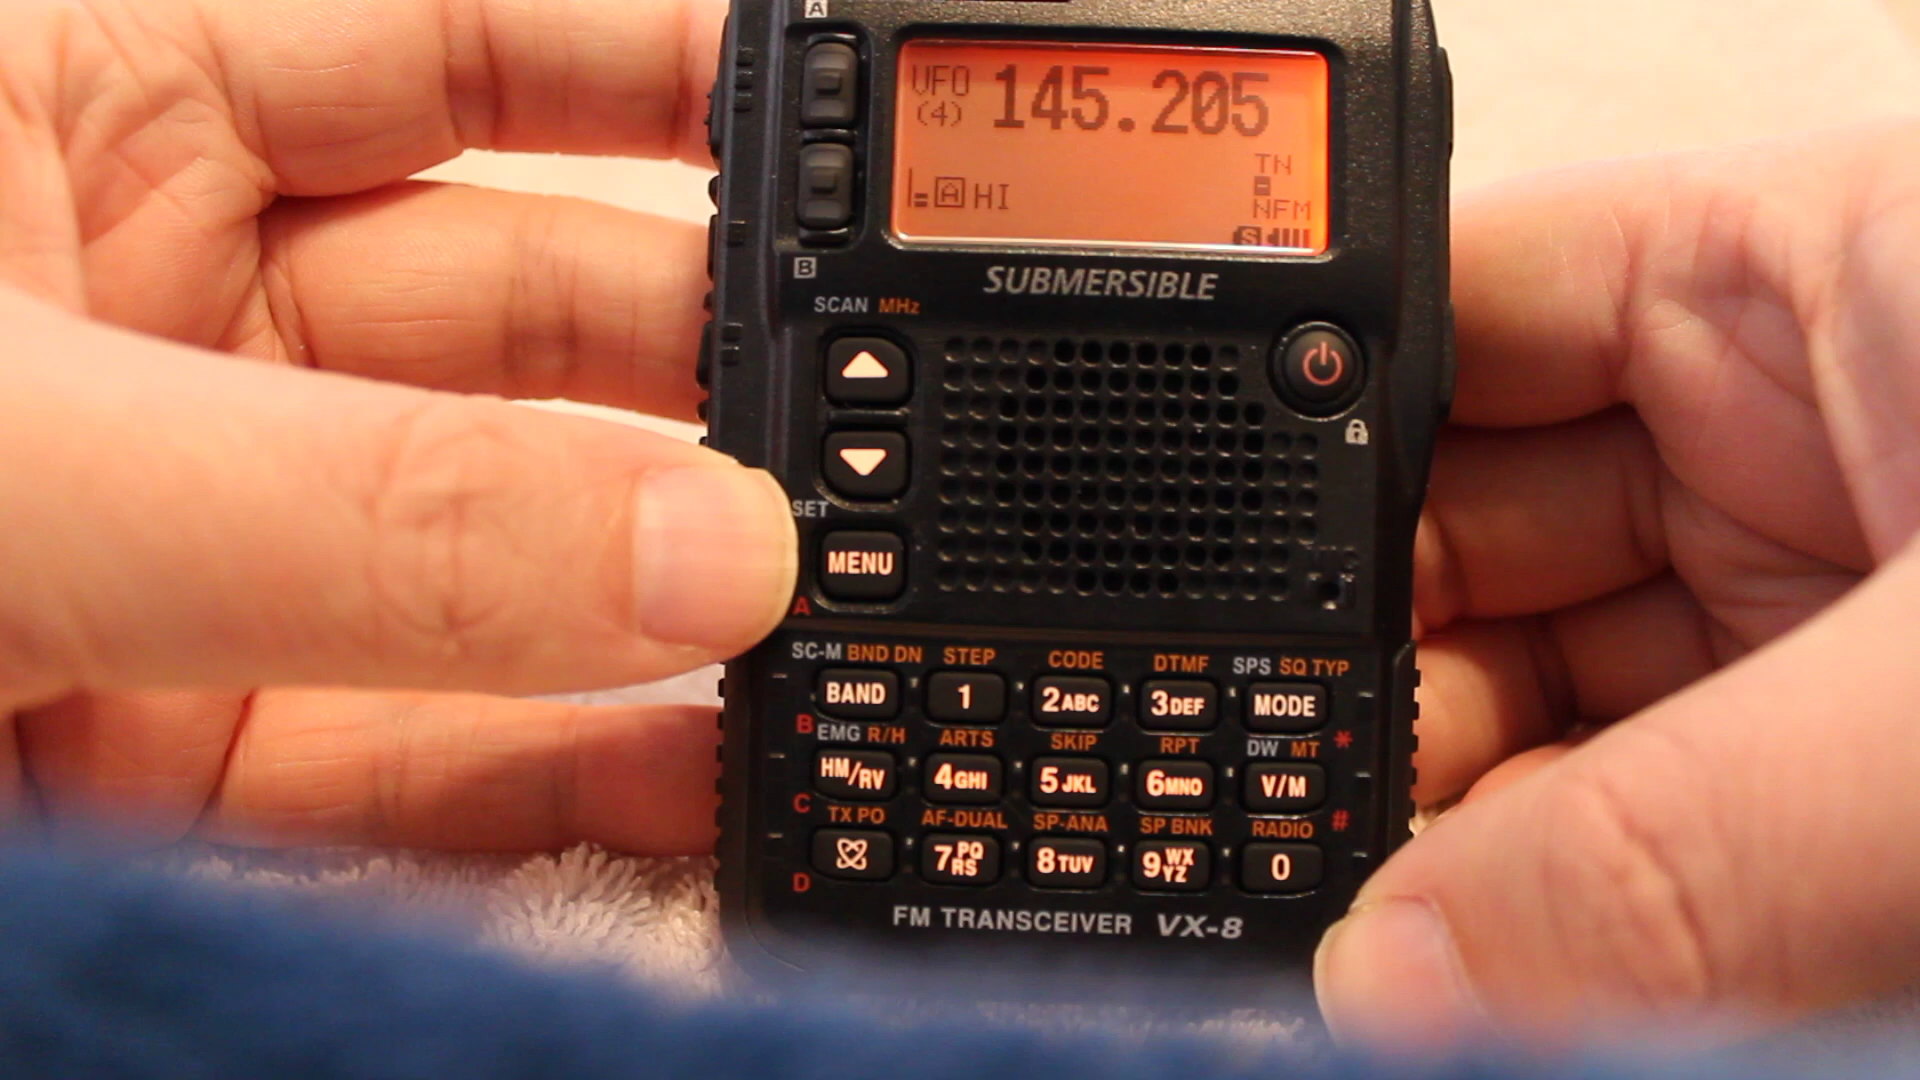 A
VFO 145.205
(4)
TN
-
A HI NFM
S
B
SUBMERSIBLE
SCAN MHz
SET
MENU
A
SC-M BND DN STEP CODE DTMF SPS SQ TYP
BAND 1 2ABC 3DEF MODE
B EMG R/H ARTS SKIP RPT DW MT *
HM/RV 4GHI 5JKL 6MNO V/M
C TX PO AF-DUAL SP-ANA SP BNK RADIO #
7PQRS 8TUV 9WXYZ 0
D
FM TRANSCEIVER VX-8